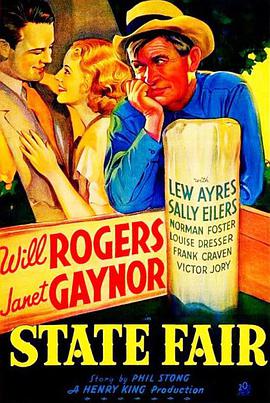 with
LEW AYRES
SALLY EILERS
NORMAN FOSTER
LOUISE DRESSER
FRANK CRAVEN
VICTOR JORY
Will
ROGERS
Janet
GAYNOR
STATE FAIR
Story by PHIL STONG
A HENRY KING Production